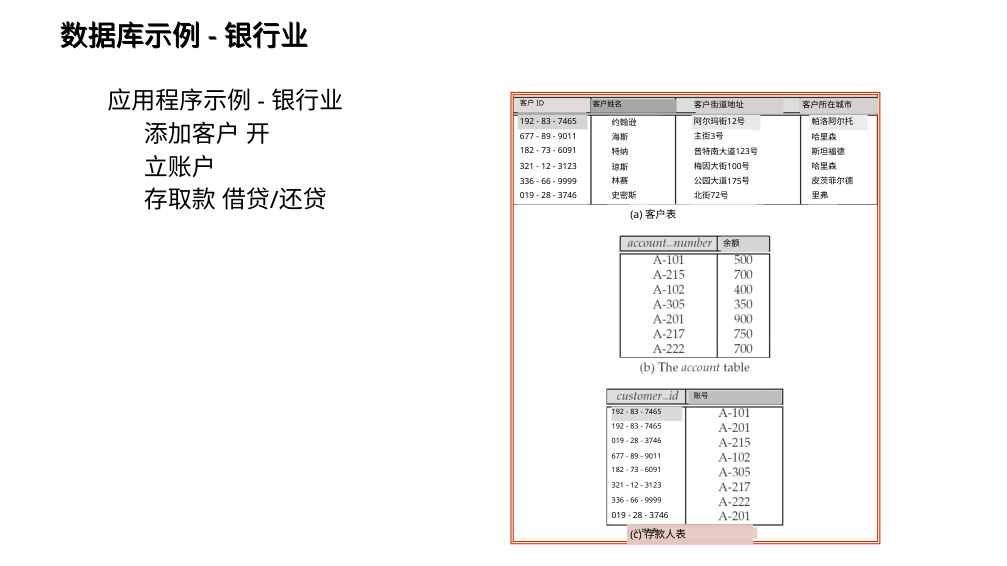 数据库示例 - 银行业
应用程序示例 - 银行业
添加客户 开
立账户
存取款 借贷/还贷
客户 ID 客户姓名 客户街道地址 客户所在城市
192 - 83 - 7465 约翰逊 阿尔玛街12号 帕洛阿尔托
677 - 89 - 9011 海斯 主街3号 哈里森
182 - 73 - 6091 特纳 普特南大道123号 斯坦福德
321 - 12 - 3123 琼斯 梅因大街100号 哈里森
336 - 66 - 9999 林赛 公园大道175号 皮茨菲尔德
019 - 28 - 3746 史密斯 北街72号 里弗
(a) 客户表
account_number 余额
A-101 500
A-215 700
A-102 400
A-305 350
A-201 900
A-217 750
A-222 700
(b) The account table
customer_id 账号
192 - 83 - 7465 A-101
192 - 83 - 7465 A-201
019 - 28 - 3746 A-215
677 - 89 - 9011 A-102
182 - 73 - 6091 A-305
321 - 12 - 3123 A-217
336 - 66 - 9999 A-222
019 - 28 - 3746 A-201
(c) 存款人表